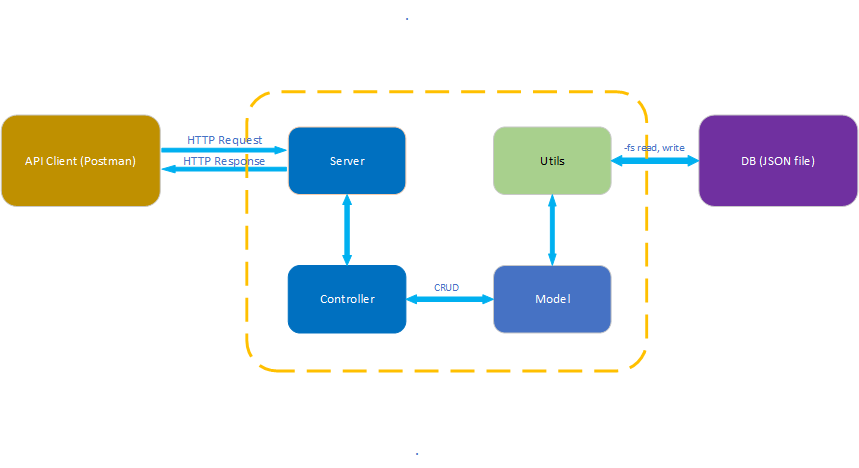 HTTP Request
API Client (Postman)
HTTP Response
Server
Utils
-fs read, write
DB (JSON file)
Controller
CRUD
Model